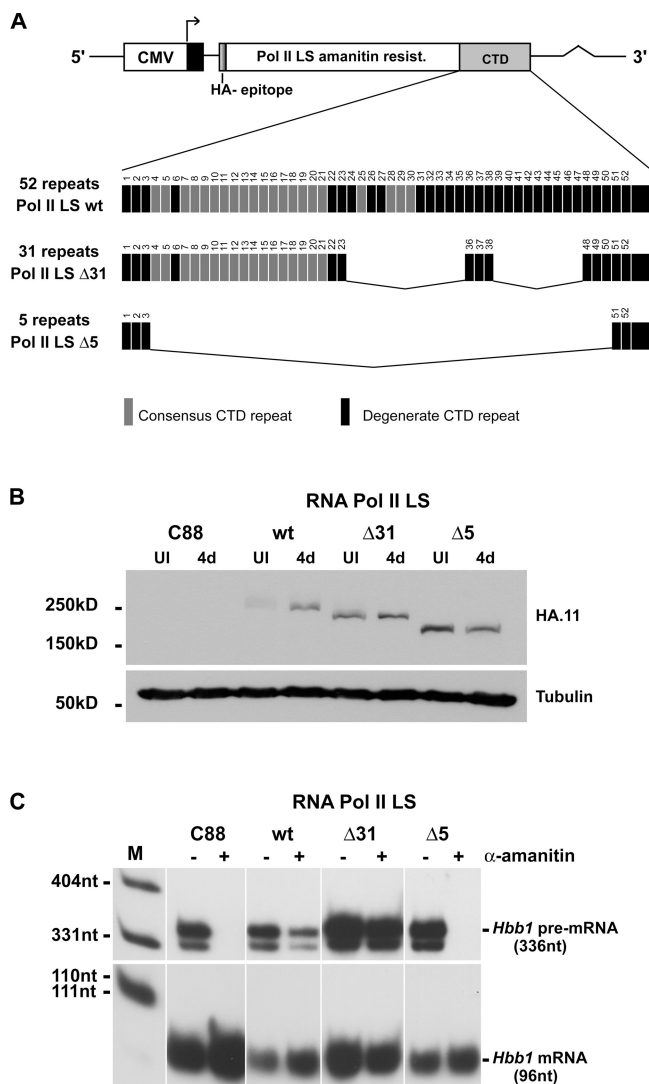 A
5' CMV Pol II LS amanitin resist. CTD 3'
HA- epitope
1 2 3 4 5 6 7 8 9 10 11 12 13 14 15 16 17 18 19 20 21 22 23 24 25 26 27 28 29 30 31 32 33 34 35 36 37 38 39 40 41 42 43 44 45 46 47 48 49 50 51 52
52 repeats
Pol II LS wt
1 2 3 4 5 6 7 8 9 10 11 12 13 14 15 16 17 18 19 20 21 22 23 36 37 38 48 49 50 51 52
31 repeats
Pol II LS Δ31
1 2 3 51 52
5 repeats
Pol II LS Δ5
Consensus CTD repeat Degenerate CTD repeat
B
RNA Pol II LS
C88 wt Δ31 Δ5
UI 4d UI 4d UI 4d UI 4d
250kD -
HA.11
150kD -
50kD -
Tubulin
C
RNA Pol II LS
C88 wt Δ31 Δ5
M - + - + - + - + α-amanitin
404nt -
331nt -
- Hbb1 pre-mRNA
(336nt)
110nt -
111nt -
- Hbb1 mRNA
(96nt)